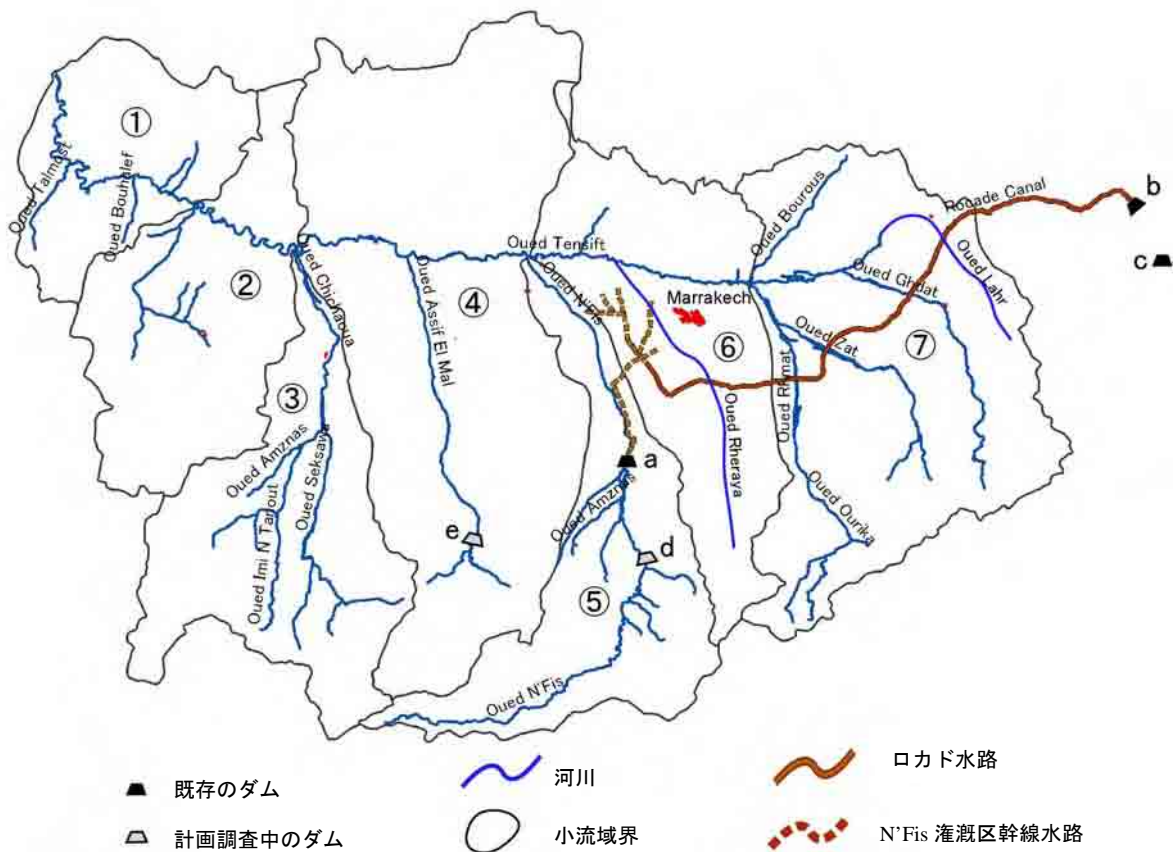 ①
Oued Talmost
Oued Bouhalef
②
Oued Chichaoua
③
Oued Amznas
Oued Imi N Tanout
Oued Seksawa
④
Oued Assif El Mal
e
Oued Tensift
Oued N'Fis
a
Oued Amznas
d
⑤
Oued N'Fis
Marrakech
⑥
Oued Rheraya
Oued Bourous
Oued Ghdat
Oued Zat
⑦
Oued Ourika
Rocade Canal
Oued Lahr
b
c
既存のダム
計画調査中のダム
河川
小流域界
ロカド水路
N'Fis 灌漑区幹線水路